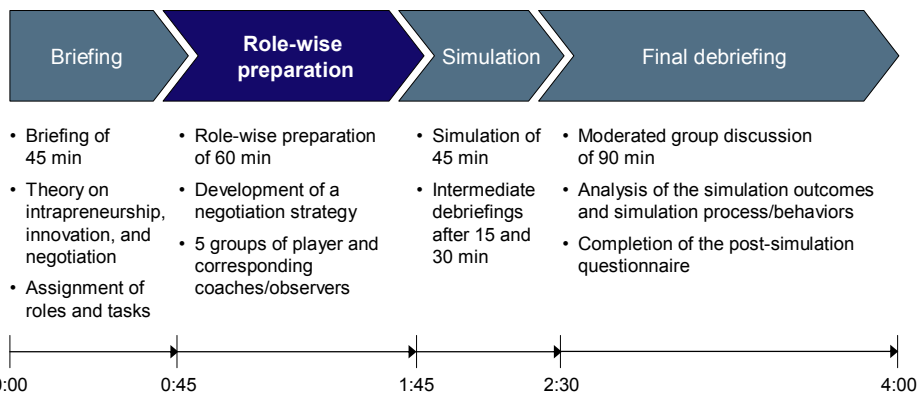 Briefing
Role-wise
preparation
Simulation
Final debriefing
• Briefing of
45 min
• Theory on
intrapreneurship,
innovation, and
negotiation
• Assignment of
roles and tasks
• Role-wise preparation
of 60 min
• Development of a
negotiation strategy
• 5 groups of player and
corresponding
coaches/observers
• Simulation of
45 min
• Intermediate
debriefings
after 15 and
30 min
• Moderated group discussion
of 90 min
• Analysis of the simulation outcomes
and simulation process/behaviors
• Completion of the post-simulation
questionnaire
0:00 0:45 1:45 2:30 4:00